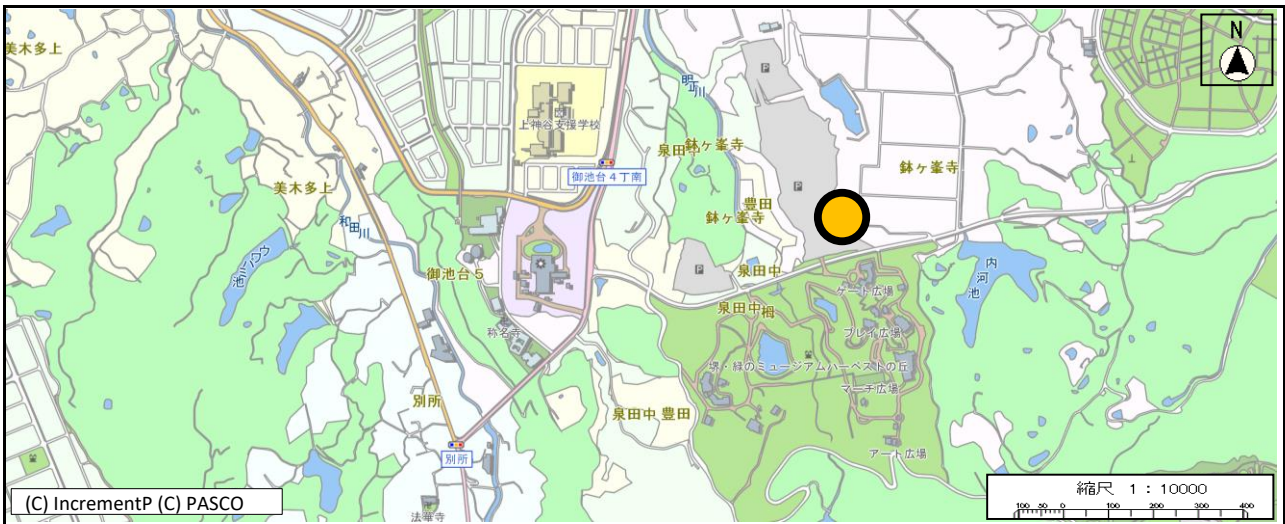 N
美木多上
明正川
P
上神谷支援学校
泉田中
鉢ヶ峯寺
御池台4丁南
鉢ヶ峯寺
美木多上
P
豊田
鉢ヶ峯寺
和田川
ウワミハ池
御池台5
泉田中
P
内河池
ゲート広場
泉田中
栂
プレイ広場
称名寺
堺・緑のミュージアムハーベストの丘
マーチ広場
別所
泉田中
豊田
別所
アート広場
縮尺 1:10000
100 50 0 100 200 300 400
(C) IncrementP (C) PASCO
法華寺